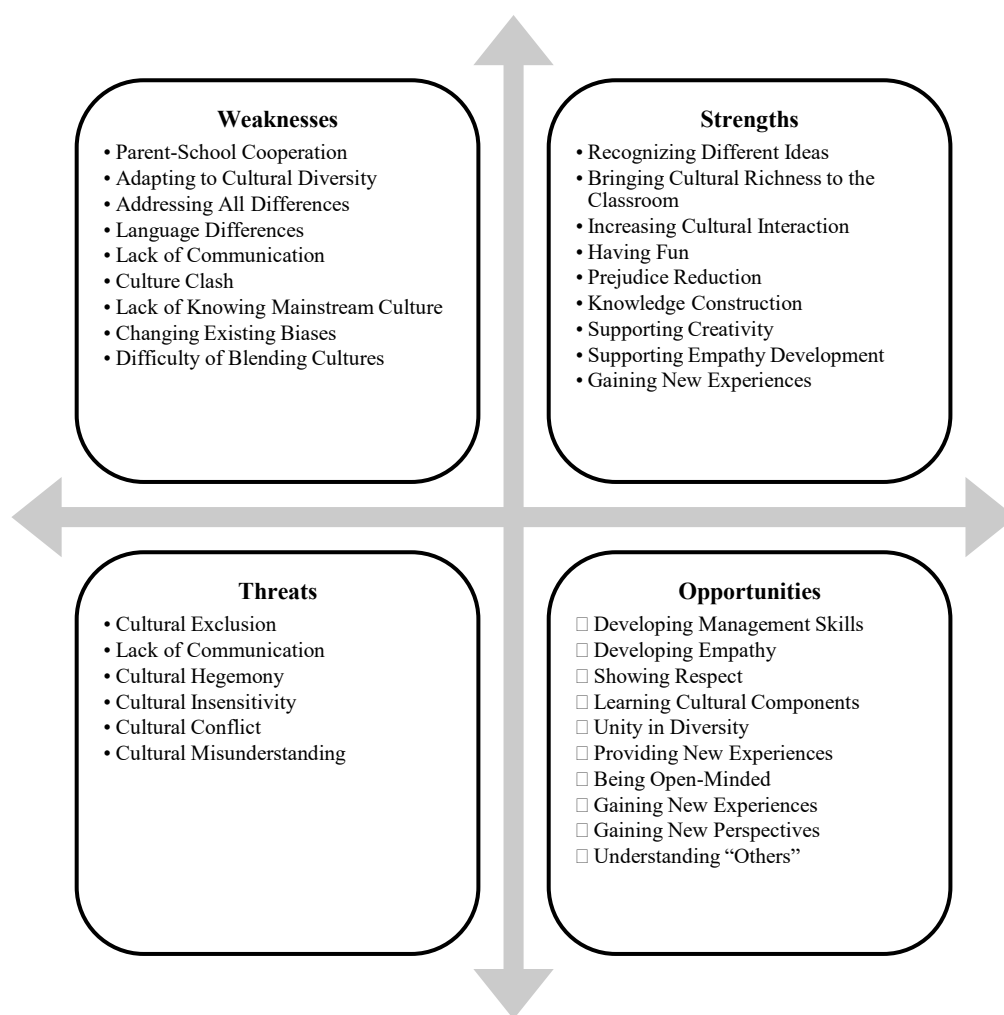 Weaknesses
• Parent-School Cooperation
• Adapting to Cultural Diversity
• Addressing All Differences
• Language Differences
• Lack of Communication
• Culture Clash
• Lack of Knowing Mainstream Culture
• Changing Existing Biases
• Difficulty of Blending Cultures
Strengths
• Recognizing Different Ideas
• Bringing Cultural Richness to the
Classroom
• Increasing Cultural Interaction
• Having Fun
• Prejudice Reduction
• Knowledge Construction
• Supporting Creativity
• Supporting Empathy Development
• Gaining New Experiences
Threats
• Cultural Exclusion
• Lack of Communication
• Cultural Hegemony
• Cultural Insensitivity
• Cultural Conflict
• Cultural Misunderstanding
Opportunities
□ Developing Management Skills
□ Developing Empathy
□ Showing Respect
□ Learning Cultural Components
□ Unity in Diversity
□ Providing New Experiences
□ Being Open-Minded
□ Gaining New Experiences
□ Gaining New Perspectives
□ Understanding “Others”